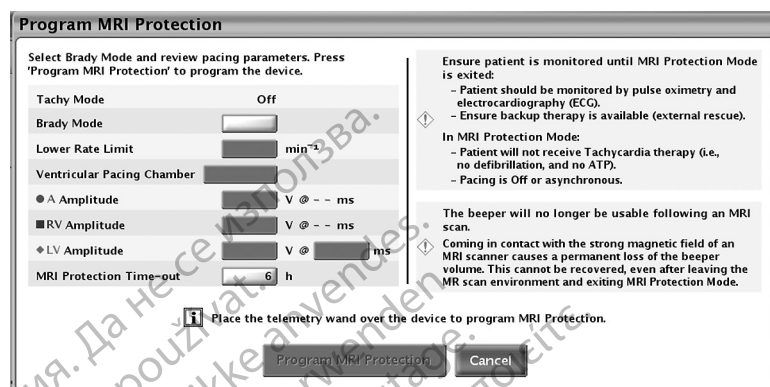 Program MRI Protection
Select Brady Mode and review pacing parameters. Press
'Program MRI Protection' to program the device.
Tachy Mode Off
Brady Mode
Lower Rate Limit min⁻¹
Ventricular Pacing Chamber
A Amplitude V @ - - ms
RV Amplitude V @ - - ms
LV Amplitude V @ ms
MRI Protection Time-out 6 h
Ensure patient is monitored until MRI Protection Mode
is exited:
- Patient should be monitored by pulse oximetry and
electrocardiography (ECG).
- Ensure backup therapy is available (external rescue).
In MRI Protection Mode:
- Patient will not receive Tachycardia therapy (i.e.,
no defibrillation, and no ATP).
- Pacing is Off or asynchronous.
The beeper will no longer be usable following an MRI
scan.
Coming in contact with the strong magnetic field of an
MRI scanner causes a permanent loss of the beeper
volume. This cannot be recovered, even after leaving the
MR scan environment and exiting MRI Protection Mode.
Place the telemetry wand over the device to program MRI Protection.
Program MRI Protection
Cancel
Да не се използва.
používat.
ikke anvendes.
verwenden